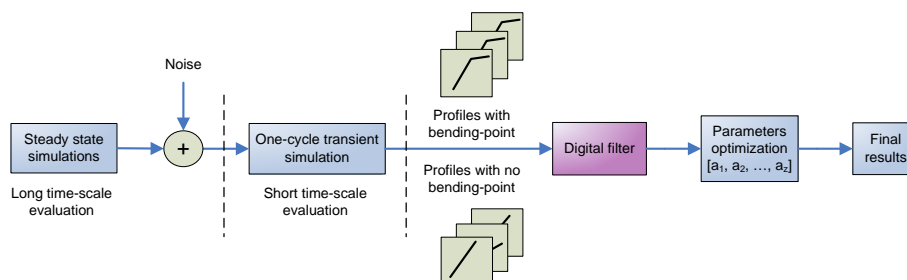 Noise
Steady state
simulations
+
Long time-scale
evaluation
One-cycle transient
simulation
Short time-scale
evaluation
Profiles with
bending-point
Profiles with no
bending-point
Digital filter
Parameters
optimization
[a₁, a₂, …, a_z]
Final
results